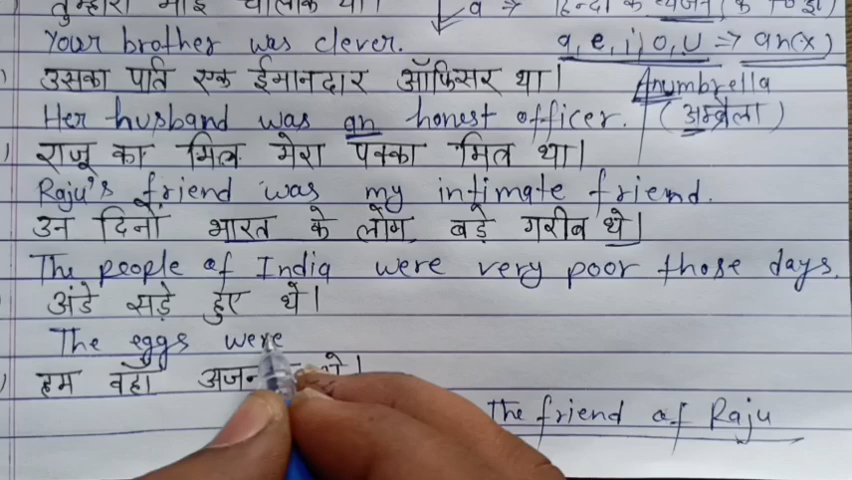 तुम्हारा भाई चालाक था।
a ⇒ हिन्दी के व्यंजन (क
Your brother was clever.
a, e, i, o, u ⇒ an(x)
उसका पति एक ईमानदार ऑफिसर था।
Anumbrella
Her husband was an honest officer.
(अम्ब्रेला)
राजू का मित्र मेरा पक्का मित्र था।
Raju's friend was my intimate friend.
उन दिनों भारत के लोग बड़े गरीब थे।
The people of India were very poor those days.
अंडे सड़े हुए थे।
The eggs were
हम वहाँ थे।
The friend of Raju